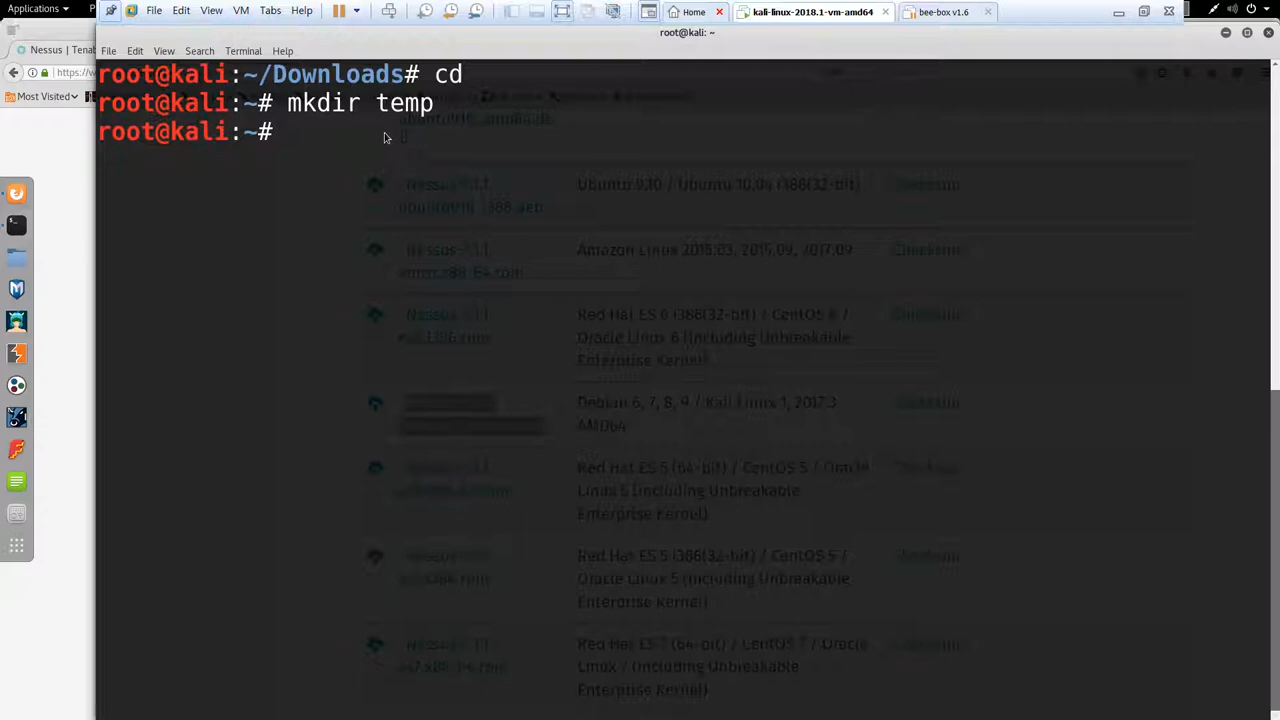 File Edit View VM Tabs Help
Home
kali-linux-2018.1-vm-amd64
bee-box v1.6
Applications
Nessus | Tenab
https://w
Most Visited
root@kali: ~
File Edit View Search Terminal Help
root@kali:~/Downloads# cd
root@kali:~# mkdir temp
root@kali:~#
Ubuntu 9.10 / Ubuntu 10.04 i386(32-bit)
Amazon Linux 2015.03, 2015.09, 2017.09
Checksum
Red Hat ES 6 i386(32-bit) / CentOS 6 /
Oracle Linux 6 (including Unbreakable
Enterprise Kernel)
Debian 6, 7, 8, 9 / Kali Linux 1, 2017.3
AMD64
Red Hat ES 5 (64-bit) / CentOS 5 / Oracle
Linux 5 (including Unbreakable
Enterprise Kernel)
Red Hat ES 5 i386(32-bit) / CentOS 5 /
Oracle Linux 5 (including Unbreakable
Enterprise Kernel)
Red Hat ES 7 (64-bit) / CentOS 7 / Oracle
Linux 7 (including Unbreakable
Enterprise Kernel)